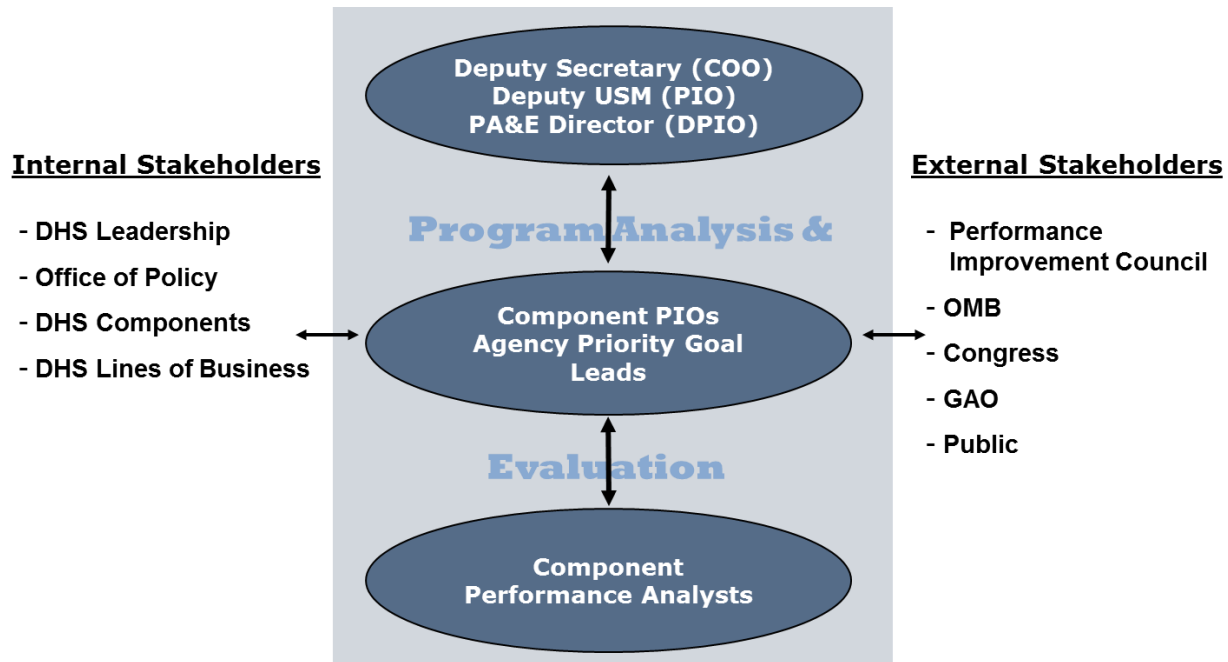 Deputy Secretary (COO)
Deputy USM (PIO)
PA&E Director (DPIO)
Internal Stakeholders
- DHS Leadership
- Office of Policy
- DHS Components
- DHS Lines of Business
Program Analysis &
Component PIOs
Agency Priority Goal
Leads
Evaluation
Component
Performance Analysts
External Stakeholders
- Performance
Improvement Council
- OMB
- Congress
- GAO
- Public